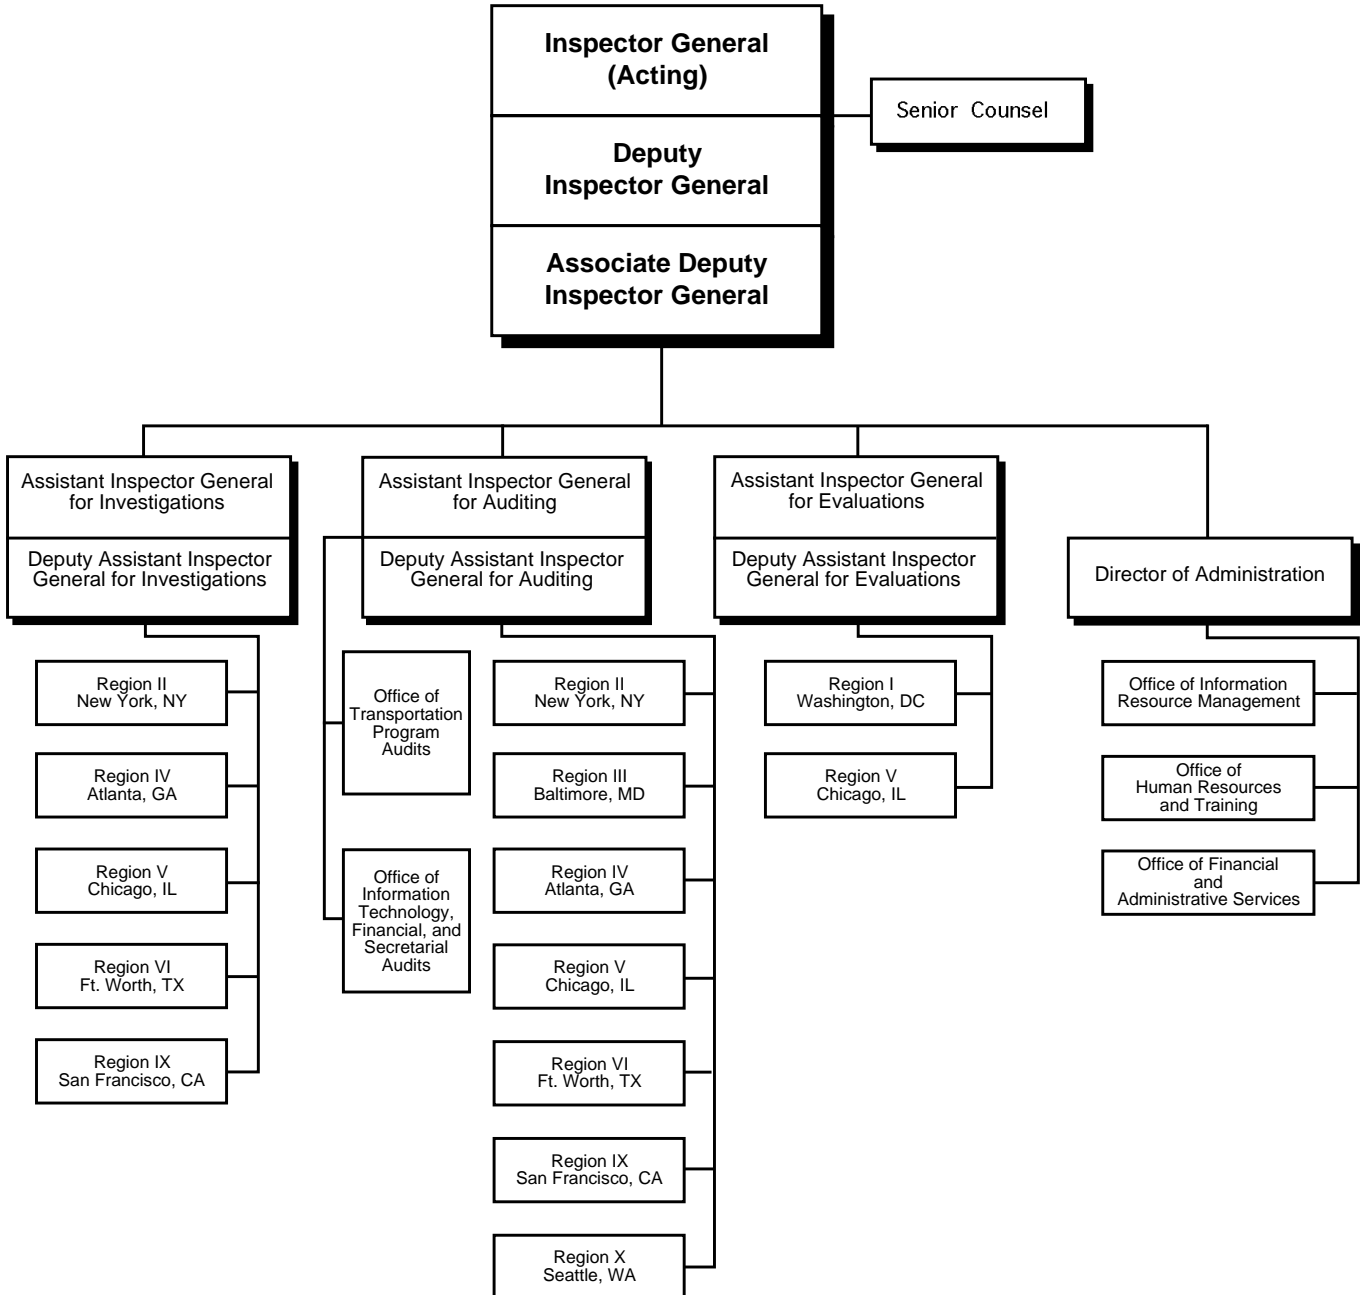 Inspector General
(Acting)
Senior Counsel
Deputy
Inspector General
Associate Deputy
Inspector General
Assistant Inspector General
for Investigations
Deputy Assistant Inspector
General for Investigations
Region II
New York, NY
Region IV
Atlanta, GA
Region V
Chicago, IL
Region VI
Ft. Worth, TX
Region IX
San Francisco, CA
Assistant Inspector General
for Auditing
Deputy Assistant Inspector
General for Auditing
Office of
Transportation
Program
Audits
Office of
Information
Technology,
Financial, and
Secretarial
Audits
Region II
New York, NY
Region III
Baltimore, MD
Region IV
Atlanta, GA
Region V
Chicago, IL
Region VI
Ft. Worth, TX
Region IX
San Francisco, CA
Region X
Seattle, WA
Assistant Inspector General
for Evaluations
Deputy Assistant Inspector
General for Evaluations
Region I
Washington, DC
Region V
Chicago, IL
Director of Administration
Office of Information
Resource Management
Office of
Human Resources
and Training
Office of Financial
and
Administrative Services